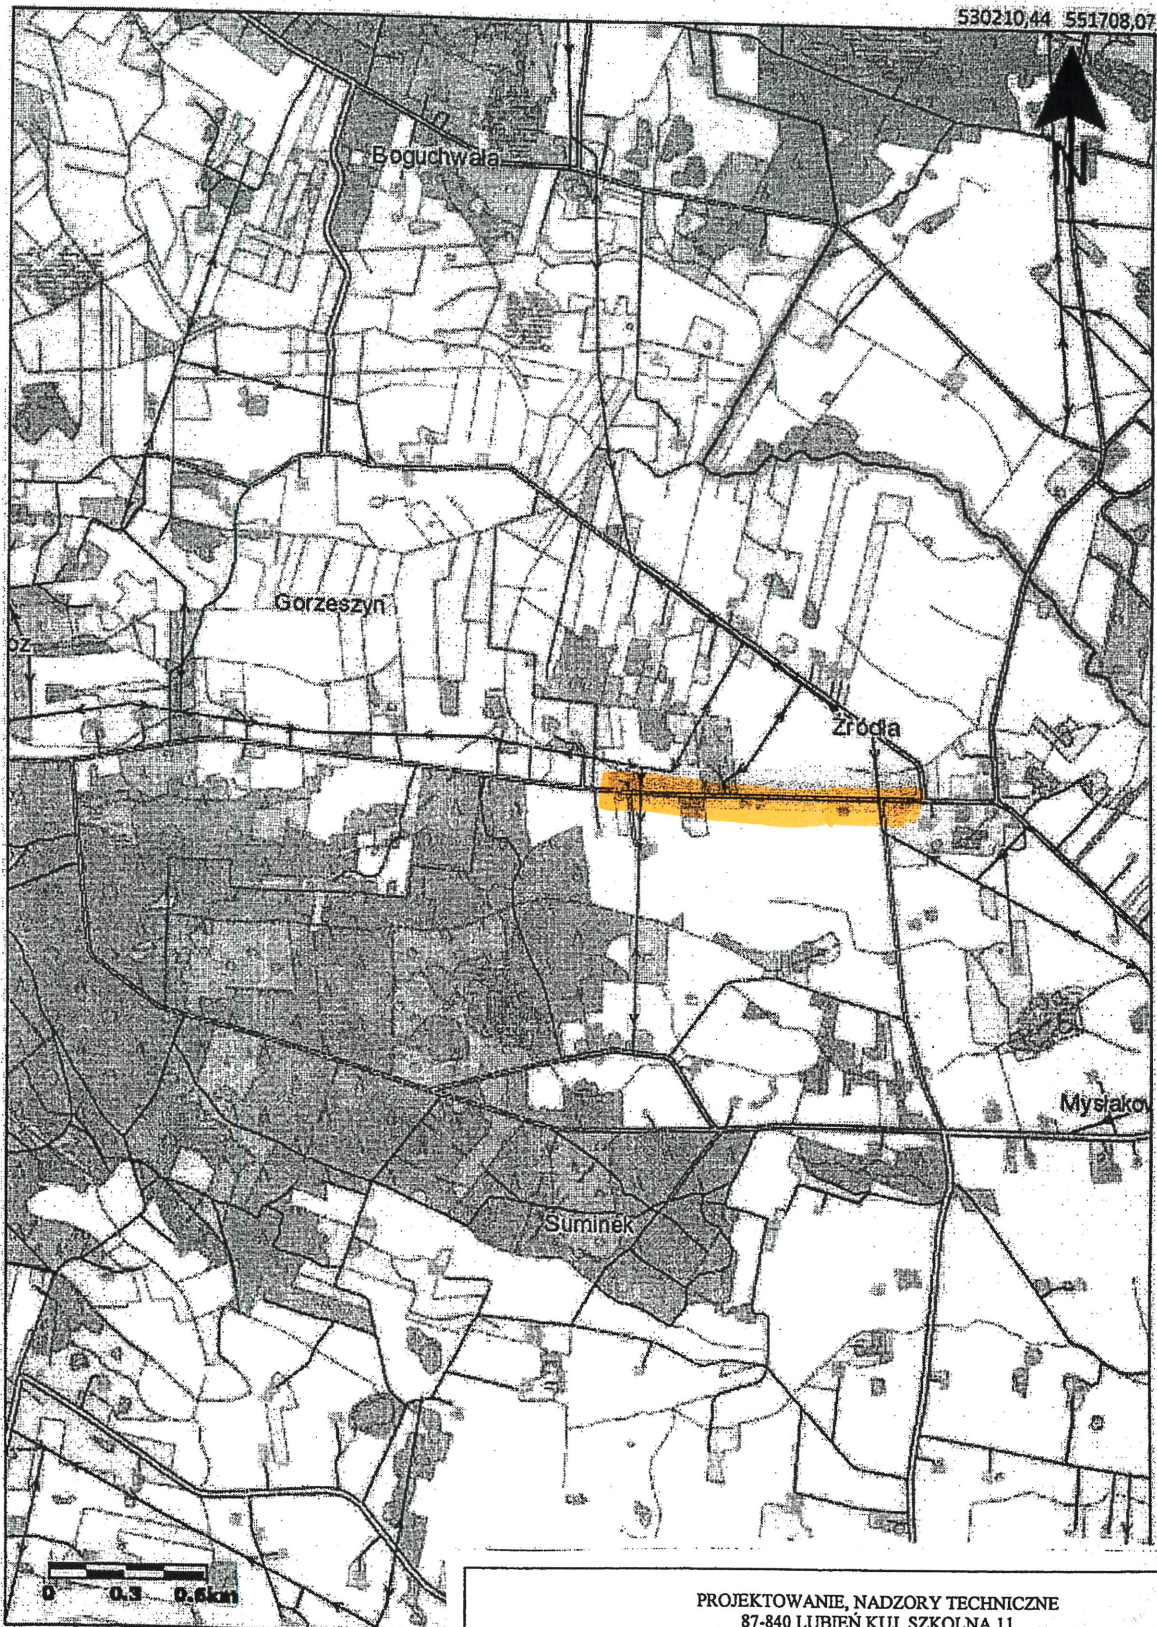 530210,44 551708,07
N
Boguchwała
Gorzeszyn
oz
Źródła
Mysłakow
Suminek
0 0.3 0.6km
PROJEKTOWANIE, NADZORY TECHNICZNE
87-840 LUBIEŃ KUJ. SZKOLNA 11